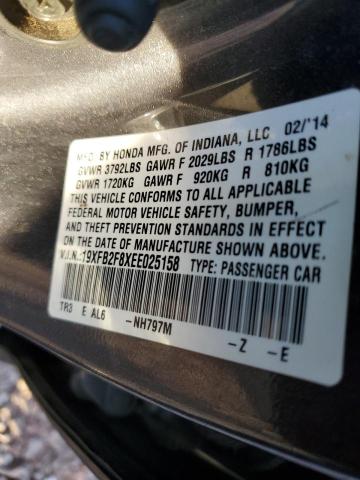 MFD. BY HONDA MFG. OF INDIANA, LLC 02/'14
GVWR 3792LBS GAWR F 2029LBS R 1786LBS
GVWR 1720KG GAWR F 920KG R 810KG
THIS VEHICLE CONFORMS TO ALL APPLICABLE
FEDERAL MOTOR VEHICLE SAFETY, BUMPER,
AND THEFT PREVENTION STANDARDS IN EFFECT
ON THE DATE OF MANUFACTURE SHOWN ABOVE.
V.I.N.:19XFB2F8XEE025158 TYPE: PASSENGER CAR
TR3 E AL6 -NH797M -Z -E